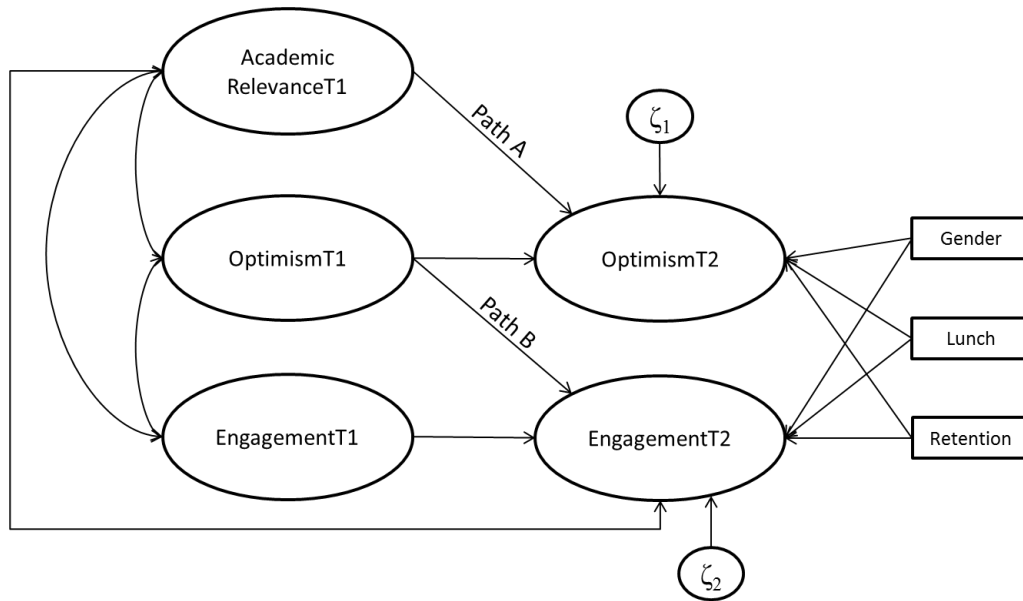 Academic
RelevanceT1
Path A
ζ1
OptimismT1
OptimismT2
Gender
Path B
Lunch
EngagementT1
EngagementT2
Retention
ζ2